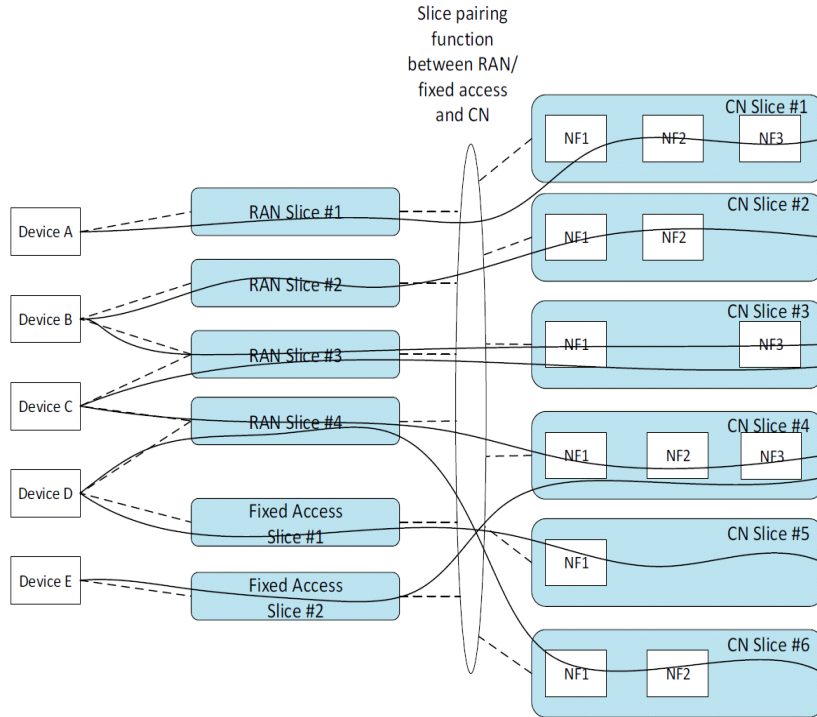 Slice pairing
function
between RAN/
fixed access
and CN
CN Slice #1
NF1
NF2
NF3
RAN Slice #1
Device A
CN Slice #2
NF1
NF2
RAN Slice #2
Device B
CN Slice #3
NF1
NF3
RAN Slice #3
Device C
RAN Slice #4
CN Slice #4
NF1
NF2
NF3
Device D
Fixed Access
Slice #1
CN Slice #5
NF1
Device E
Fixed Access
Slice #2
CN Slice #6
NF1
NF2